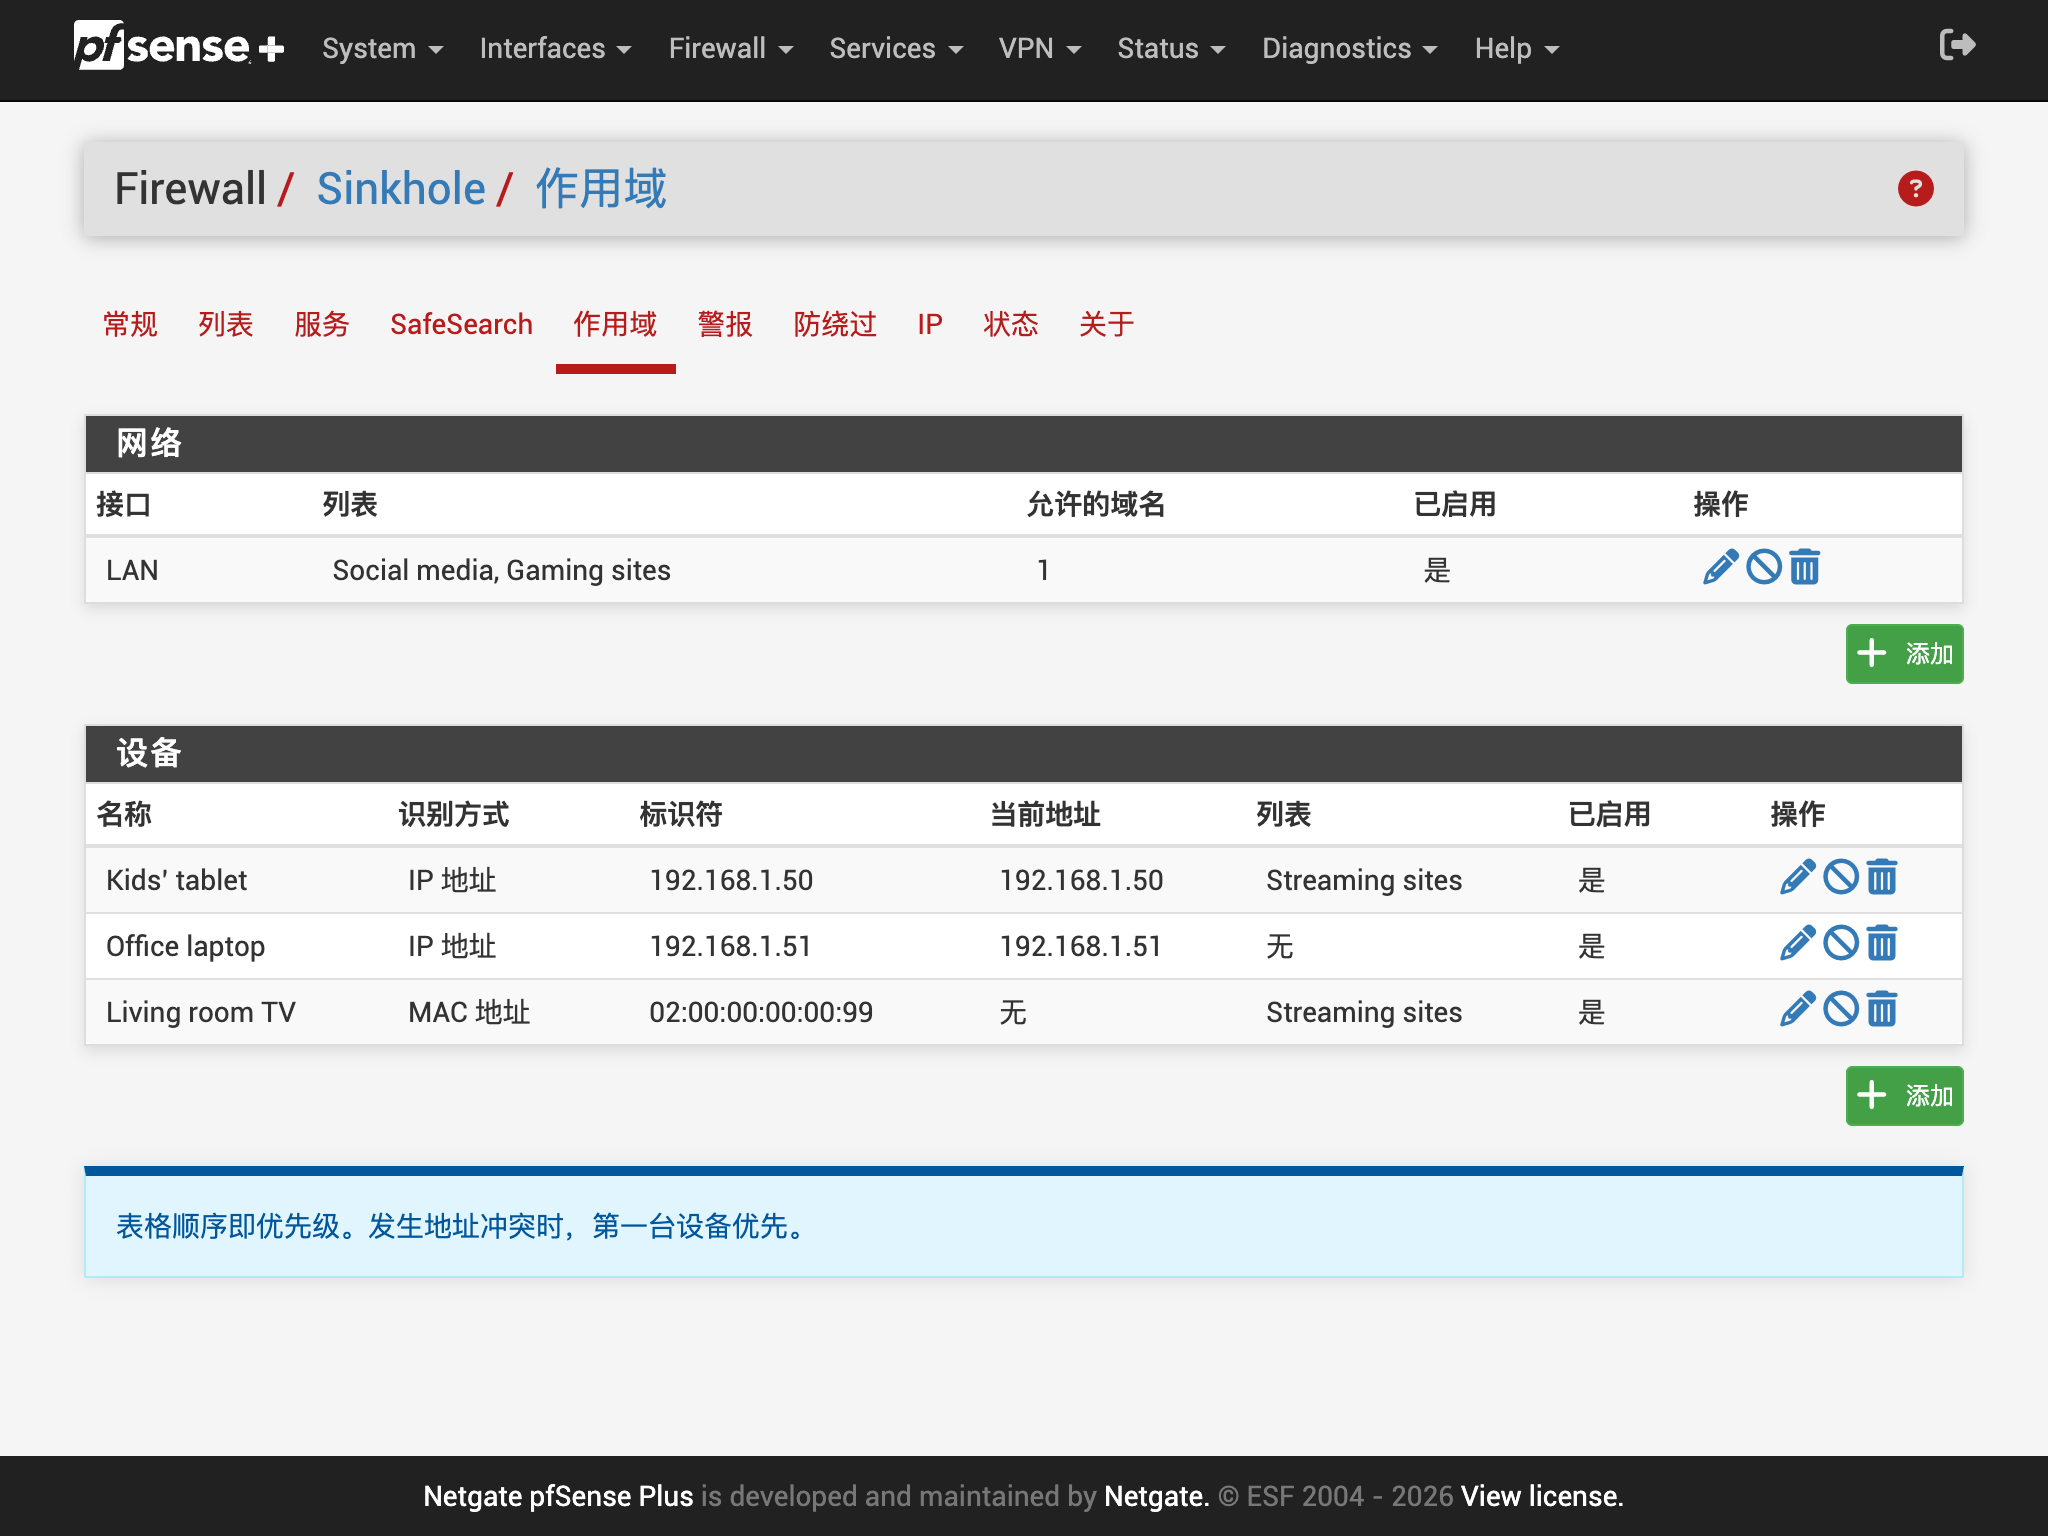 pfsense+ System Interfaces Firewall Services VPN Status Diagnostics Help
Firewall / Sinkhole / 作用域
常规 列表 服务 SafeSearch 作用域 警报 防绕过 IP 状态 关于
网络
接口 列表 允许的域名 已启用 操作
LAN Social media, Gaming sites 1 是
添加
设备
名称 识别方式 标识符 当前地址 列表 已启用 操作
Kids' tablet IP 地址 192.168.1.50 192.168.1.50 Streaming sites 是
Office laptop IP 地址 192.168.1.51 192.168.1.51 无 是
Living room TV MAC 地址 02:00:00:00:00:99 无 Streaming sites 是
添加
表格顺序即优先级。发生地址冲突时，第一台设备优先。
Netgate pfSense Plus is developed and maintained by Netgate. © ESF 2004 - 2026 View license.